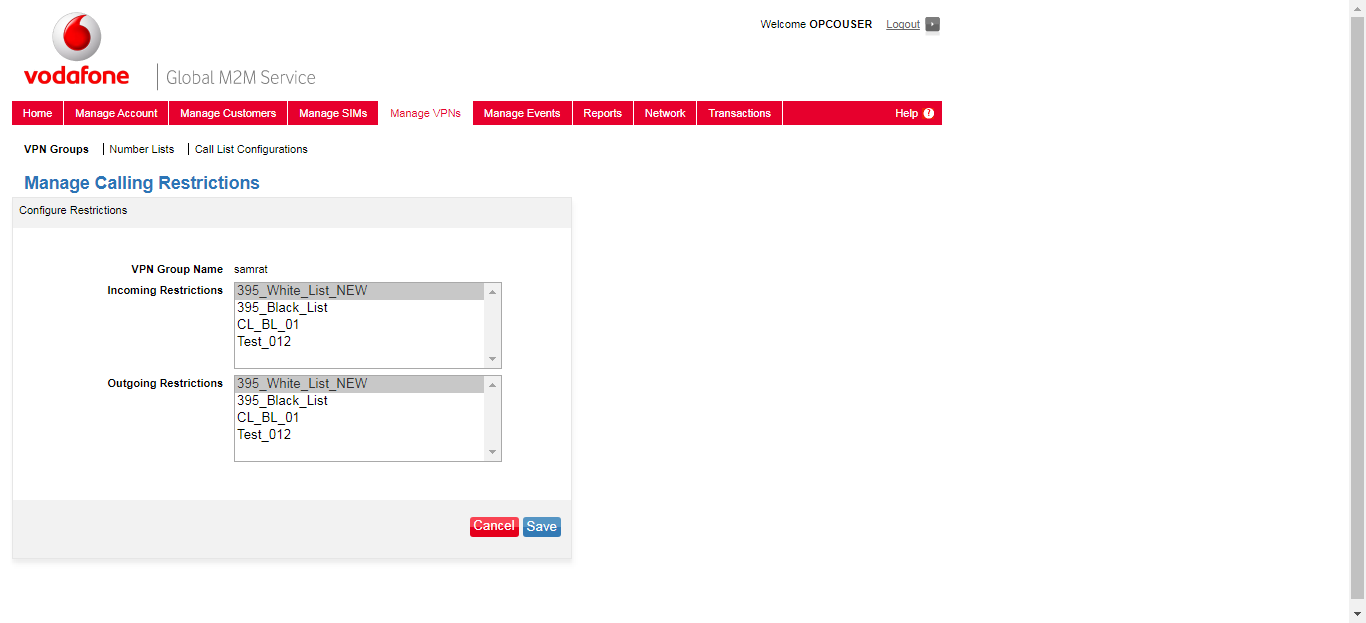 Welcome OPCOUSER Logout
vodafone
Global M2M Service
Home Manage Account Manage Customers Manage SIMs Manage VPNs Manage Events Reports Network Transactions Help ?
VPN Groups Number Lists Call List Configurations
Manage Calling Restrictions
Configure Restrictions
VPN Group Name samrat
Incoming Restrictions 395_White_List_NEW
395_Black_List
CL_BL_01
Test_012
Outgoing Restrictions 395_White_List_NEW
395_Black_List
CL_BL_01
Test_012
Cancel Save